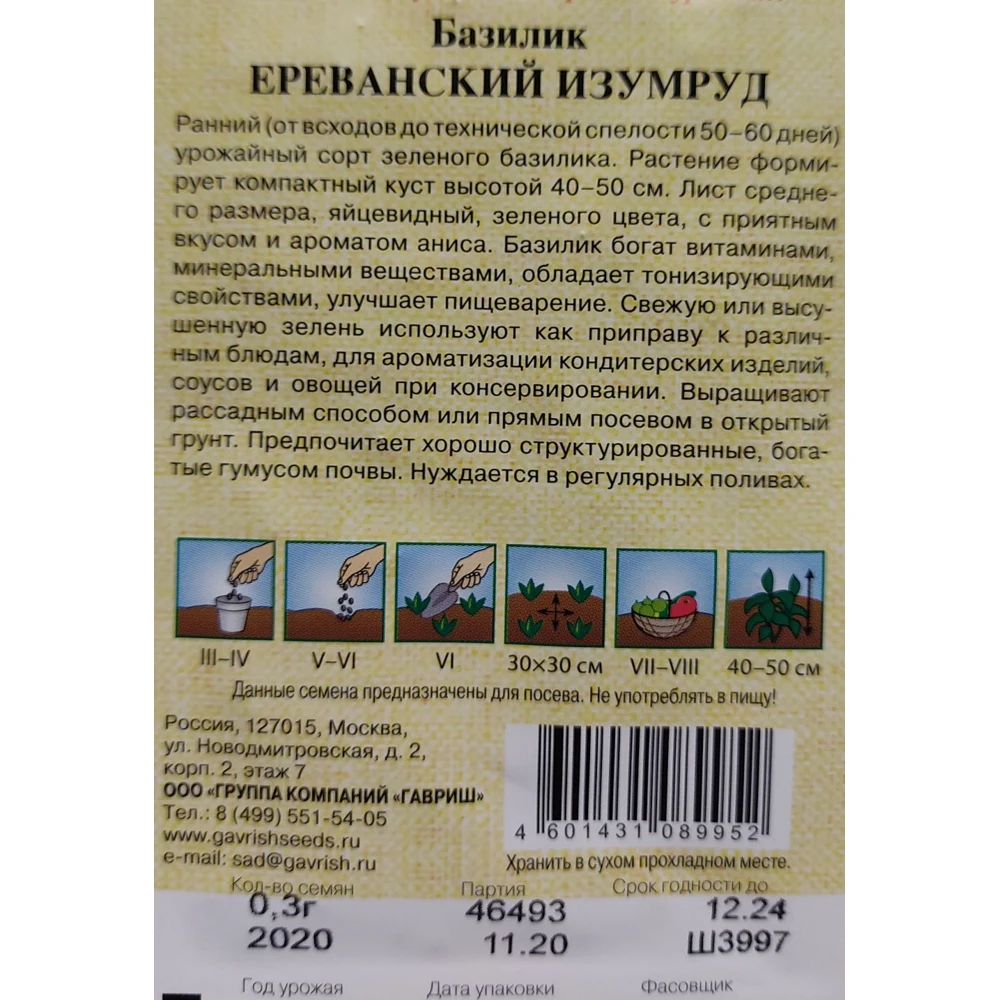 Базилик
ЕРЕВАНСКИЙ ИЗУМРУД
Ранний (от всходов до технической спелости 50–60 дней)
урожайный сорт зеленого базилика. Растение форми-
рует компактный куст высотой 40–50 см. Лист средне-
го размера, яйцевидный, зеленого цвета, с приятным
вкусом и ароматом аниса. Базилик богат витаминами,
минеральными веществами, обладает тонизирующими
свойствами, улучшает пищеварение. Свежую или высу-
шенную зелень используют как приправу к различ-
ным блюдам, для ароматизации кондитерских изделий,
соусов и овощей при консервировании. Выращивают
рассадным способом или прямым посевом в открытый
грунт. Предпочитает хорошо структурированные, бога-
тые гумусом почвы. Нуждается в регулярных поливах.
III–IV V–VI VI 30×30 см VII–VIII 40–50 см
Данные семена предназначены для посева. Не употреблять в пищу!
Россия, 127015, Москва,
ул. Новодмитровская, д. 2,
корп. 2, этаж 7
ООО «ГРУППА КОМПАНИЙ «ГАВРИШ»
Тел.: 8 (499) 551-54-05
www.gavrishseeds.ru
e-mail: sad@gavrish.ru
4 601431 089952
Хранить в сухом прохладном месте.
Кол-во семян Партия Срок годности до
0,3г 46493 12.24
2020 11.20 Ш3997
Год урожая Дата упаковки Фасовщик